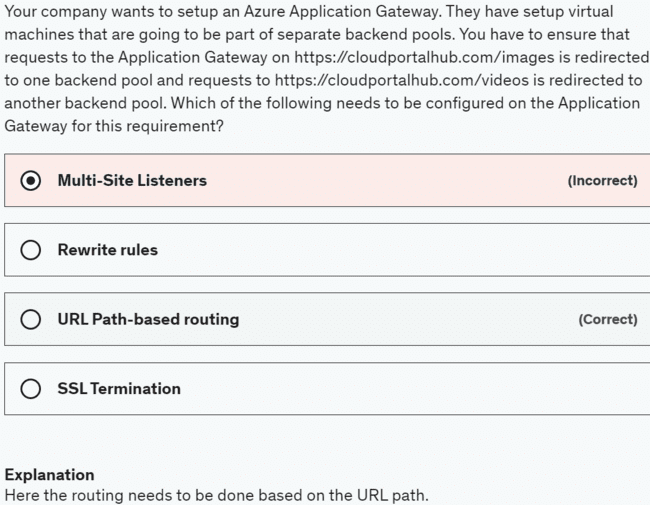 Your company wants to setup an Azure Application Gateway. They have setup virtual
machines that are going to be part of separate backend pools. You have to ensure that
requests to the Application Gateway on https://cloudportalhub.com/images is redirected
to one backend pool and requests to https://cloudportalhub.com/videos is redirected to
another backend pool. Which of the following needs to be configured on the Application
Gateway for this requirement?
Multi-Site Listeners (Incorrect)
Rewrite rules
URL Path-based routing (Correct)
SSL Termination
Explanation
Here the routing needs to be done based on the URL path.